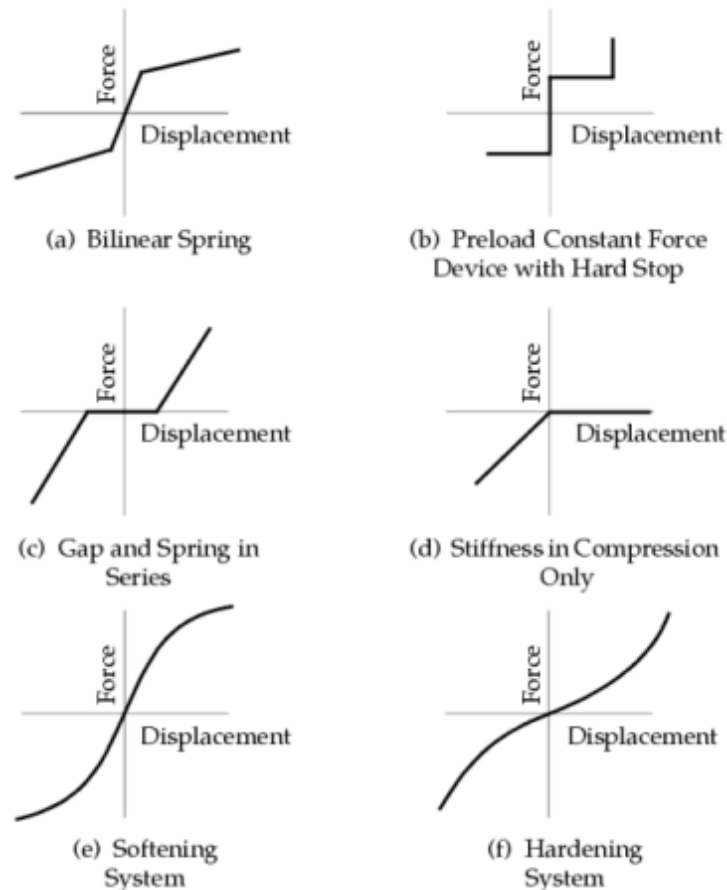 Force
Displacement
(a) Bilinear Spring
Force
Displacement
(b) Preload Constant Force
Device with Hard Stop
Force
Displacement
(c) Gap and Spring in
Series
Force
Displacement
(d) Stiffness in Compression
Only
Force
Displacement
(e) Softening
System
Force
Displacement
(f) Hardening
System